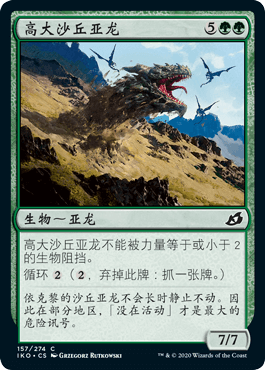 高大沙丘亚龙 5
生物～亚龙
高大沙丘亚龙不能被力量等于或小于2
的生物阻挡。
循环 2（2，弃掉此牌：抓一张牌。）
依克黎的沙丘亚龙不会长时静止不动。因
此在部分地区，「没在活动」才是最大的
危险讯号。
7/7
157/274 C
IKO • CS GRZEGORZ RUTKOWSKI
™ & © 2020 Wizards of the Coast